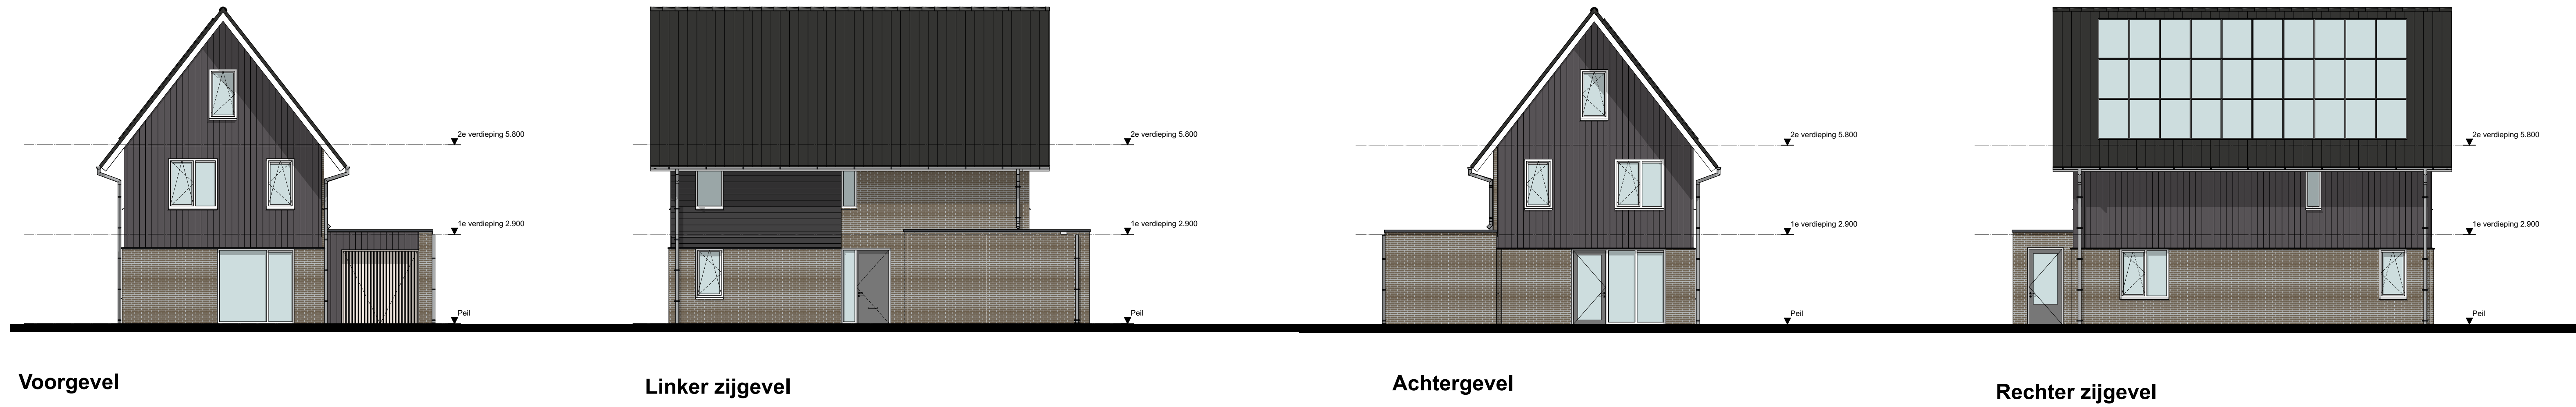 2e verdieping 5.800
1e verdieping 2.900
Peil
Voorgevel
2e verdieping 5.800
1e verdieping 2.900
Peil
Linker zijgevel
2e verdieping 5.800
1e verdieping 2.900
Peil
Achtergevel
2e verdieping 5.800
1e verdieping 2.900
Peil
Rechter zijgevel